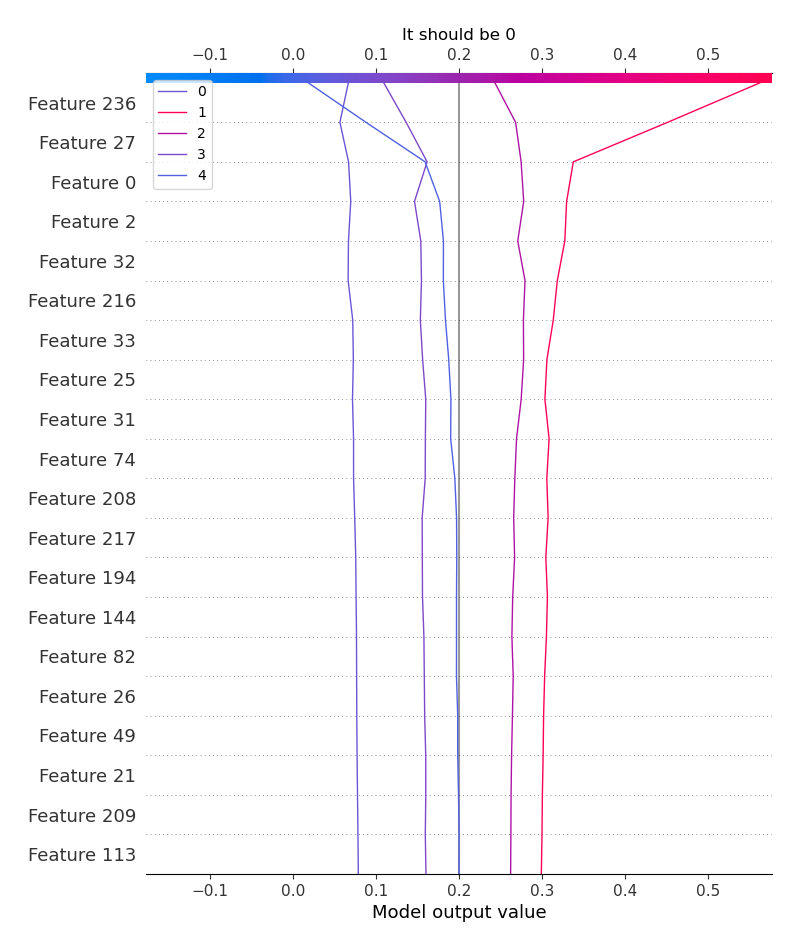 It should be 0
−0.1 0.0 0.1 0.2 0.3 0.4 0.5
0
1
2
3
4
Feature 236
Feature 27
Feature 0
Feature 2
Feature 32
Feature 216
Feature 33
Feature 25
Feature 31
Feature 74
Feature 208
Feature 217
Feature 194
Feature 144
Feature 82
Feature 26
Feature 49
Feature 21
Feature 209
Feature 113
−0.1 0.0 0.1 0.2 0.3 0.4 0.5
Model output value